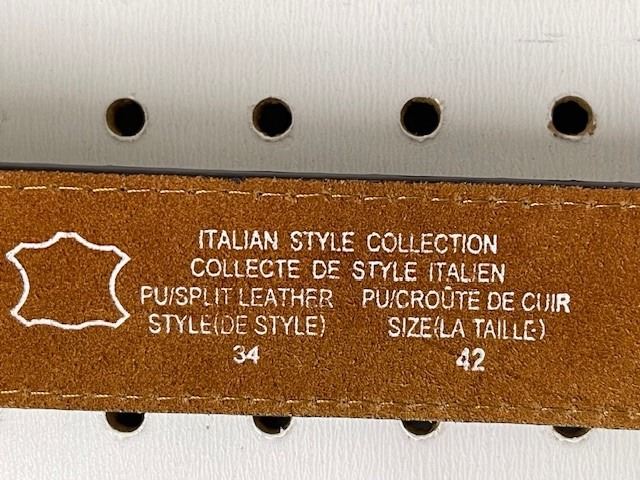 ITALIAN STYLE COLLECTION
COLLECTE DE STYLE ITALIEN
PU/SPLIT LEATHER PU/CROÛTE DE CUIR
STYLE(DE STYLE) SIZE(LA TAILLE)
34 42